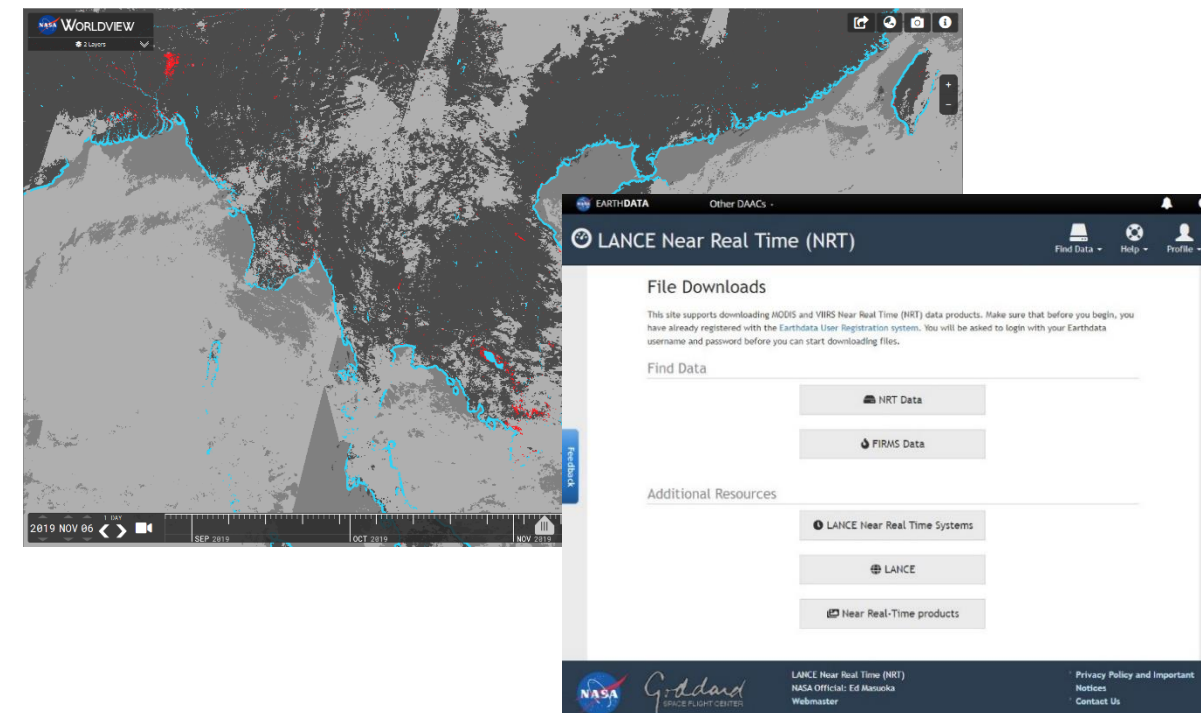 NASA WORLDVIEW
2 Layers
+
-
2019 NOV 06
1 DAY
SEP 2019
OCT 2019
NOV 2019
EARTHDATA Other DAACs -
LANCE Near Real Time (NRT)
Find Data Help Profile
File Downloads
This site supports downloading MODIS and VIIRS Near Real Time (NRT) data products. Make sure that before you begin, you
have already registered with the Earthdata User Registration system. You will be asked to login with your Earthdata
username and password before you can start downloading files.
Find Data
NRT Data
FIRMS Data
Feedback
Additional Resources
LANCE Near Real Time Systems
LANCE
Near Real-Time products
NASA
Goddard
SPACE FLIGHT CENTER
LANCE Near Real Time (NRT)
NASA Official: Ed Masuoka
Webmaster
Privacy Policy and Important
Notices
Contact Us